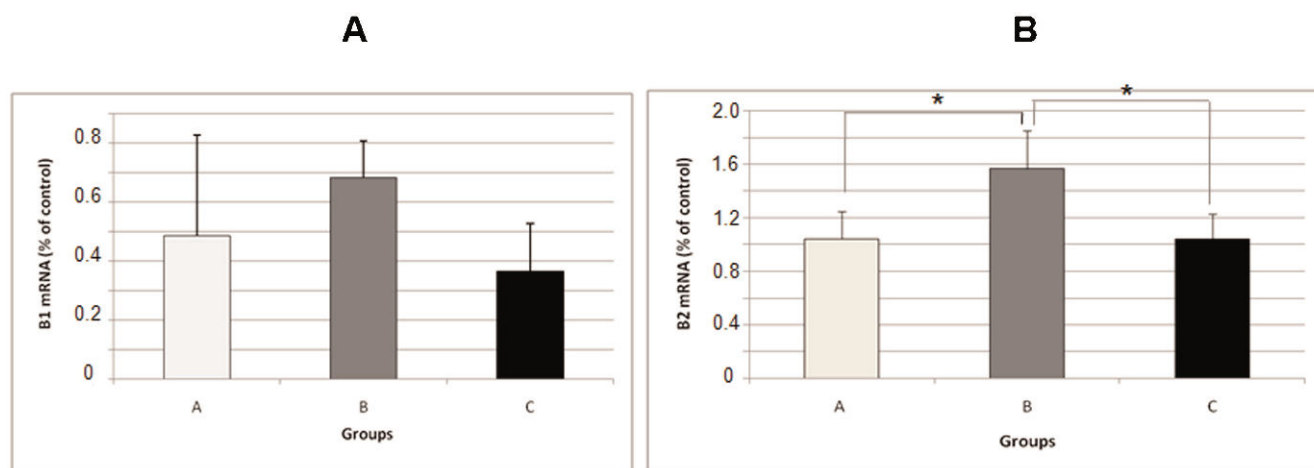 A
B1 mRNA (% of control)
0.8
0.6
0.4
0.2
0
A B C
Groups
B
B2 mRNA (% of control)
2.0
1.6
1.2
0.8
0.4
0
* *
A B C
Groups